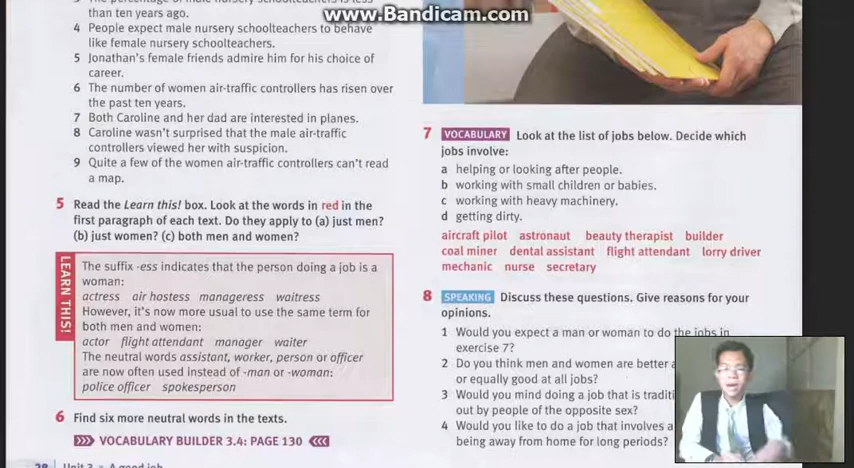 www.Bandicam.com
than ten years ago.
4 People expect male nursery schoolteachers to behave
like female nursery schoolteachers.
5 Jonathan's female friends admire him for his choice of
career.
6 The number of women air-traffic controllers has risen over
the past ten years.
7 Both Caroline and her dad are interested in planes.
8 Caroline wasn't surprised that the male air-traffic
controllers viewed her with suspicion.
9 Quite a few of the women air-traffic controllers can't read
a map.
5 Read the Learn this! box. Look at the words in red in the
first paragraph of each text. Do they apply to (a) just men?
(b) just women? (c) both men and women?
LEARN THIS!
The suffix -ess indicates that the person doing a job is a
woman:
actress air hostess manageress waitress
However, it's now more usual to use the same term for
both men and women:
actor flight attendant manager waiter
The neutral words assistant, worker, person or officer
are now often used instead of -man or -woman:
police officer spokesperson
6 Find six more neutral words in the texts.
VOCABULARY BUILDER 3.4: PAGE 130
28 Unit 3 • A good job
7 VOCABULARY Look at the list of jobs below. Decide which
jobs involve:
a helping or looking after people.
b working with small children or babies.
c working with heavy machinery.
d getting dirty.
aircraft pilot astronaut beauty therapist builder
coal miner dental assistant flight attendant lorry driver
mechanic nurse secretary
8 SPEAKING Discuss these questions. Give reasons for your
opinions.
1 Would you expect a man or woman to do the jobs in
exercise 7?
2 Do you think men and women are better a
or equally good at all jobs?
3 Would you mind doing a job that is traditi
out by people of the opposite sex?
4 Would you like to do a job that involves a
being away from home for long periods?